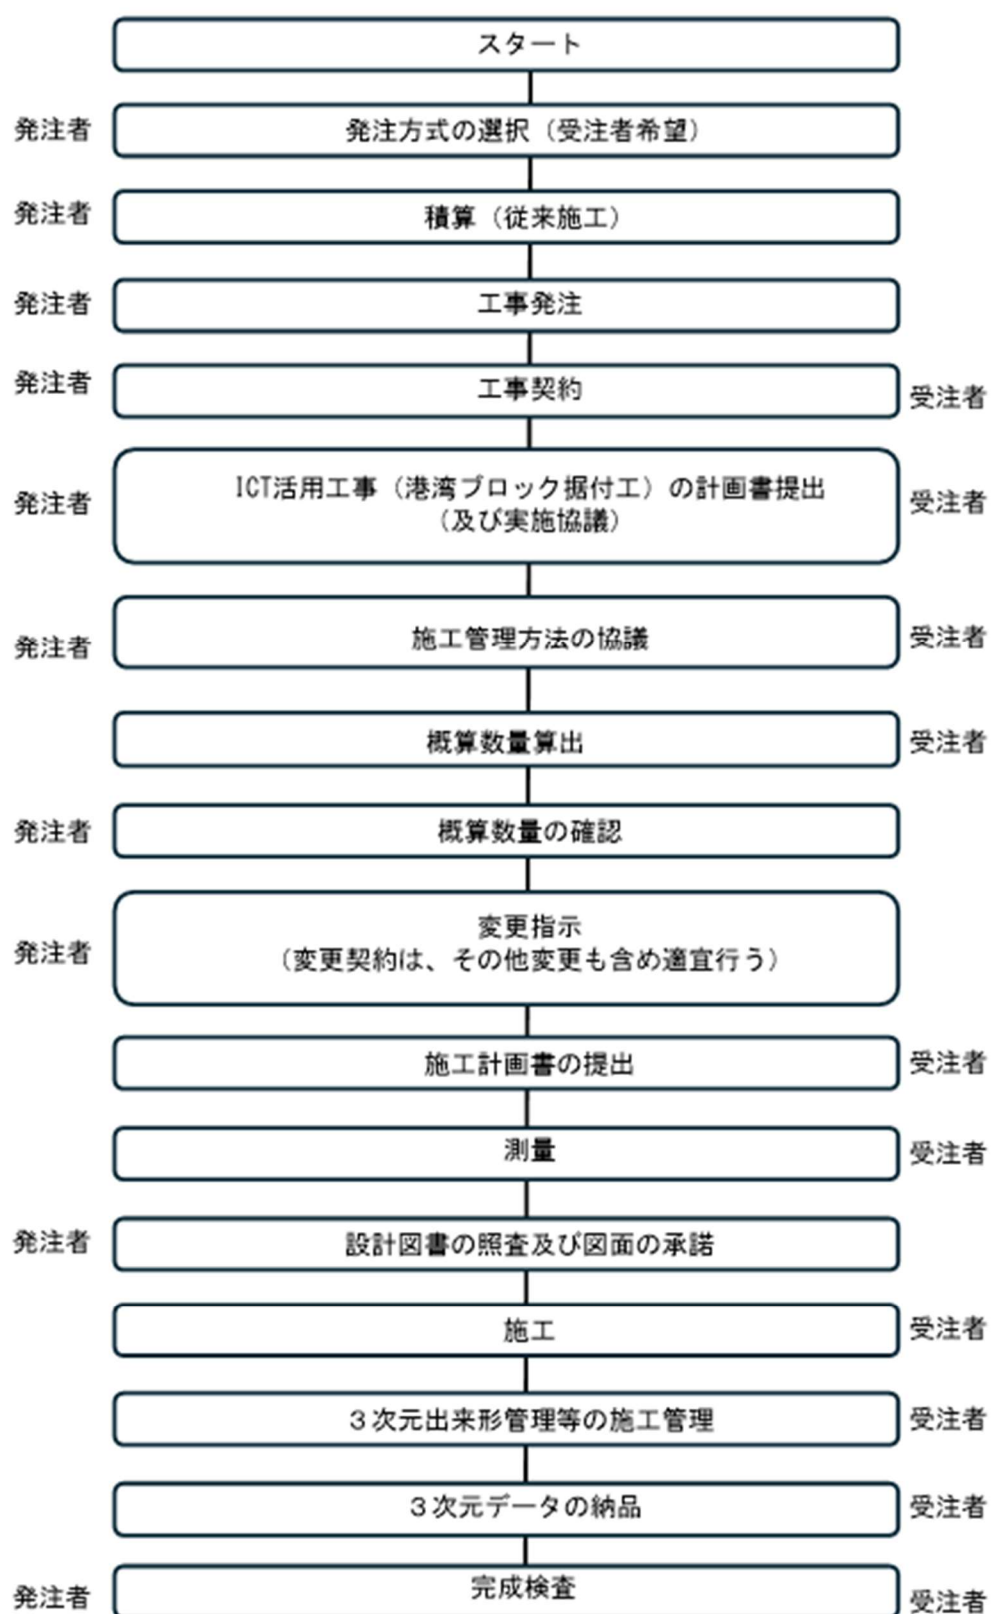 スタート
発注者
発注方式の選択（受注者希望）
発注者
積算（従来施工）
発注者
工事発注
発注者
工事契約
受注者
発注者
ICT活用工事（港湾ブロック据付工）の計画書提出
（及び実施協議）
受注者
発注者
施工管理方法の協議
受注者
概算数量算出
受注者
発注者
概算数量の確認
発注者
変更指示
（変更契約は、その他変更も含め適宜行う）
施工計画書の提出
受注者
測量
受注者
発注者
設計図書の照査及び図面の承諾
施工
受注者
３次元出来形管理等の施工管理
受注者
３次元データの納品
受注者
発注者
完成検査
受注者